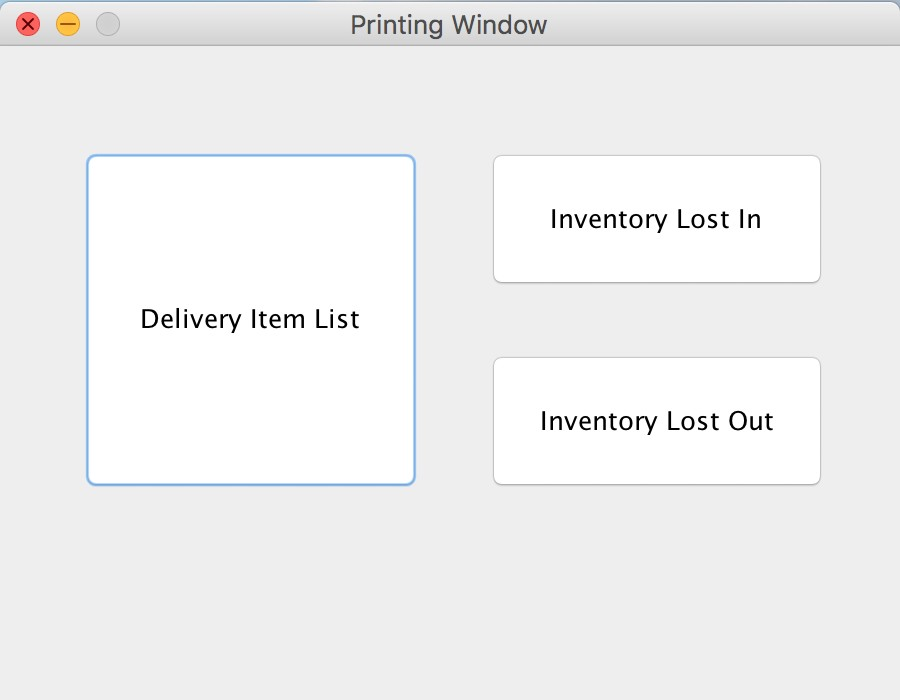 Printing Window
Delivery Item List
Inventory Lost In
Inventory Lost Out